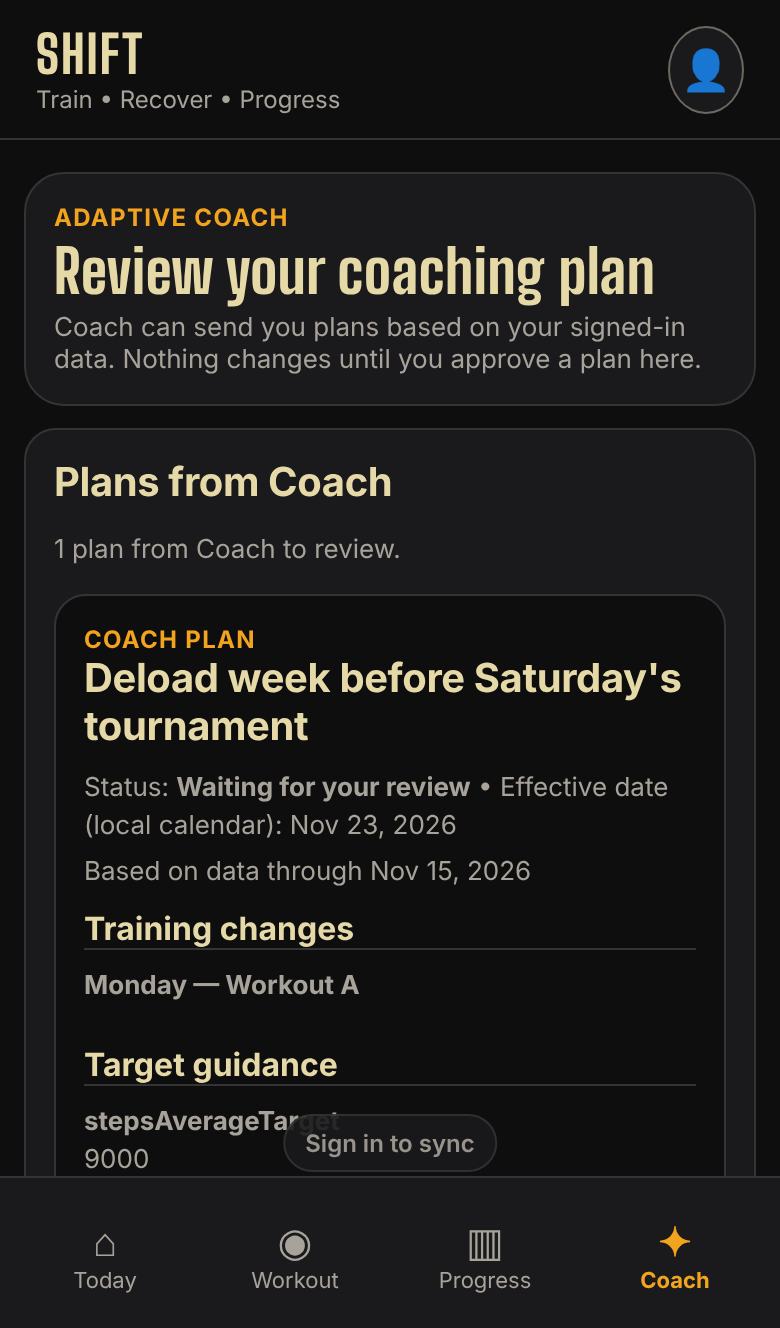 SHIFT
Train • Recover • Progress
ADAPTIVE COACH
Review your coaching plan
Coach can send you plans based on your signed-in
data. Nothing changes until you approve a plan here.
Plans from Coach
1 plan from Coach to review.
COACH PLAN
Deload week before Saturday's
tournament
Status: Waiting for your review • Effective date
(local calendar): Nov 23, 2026
Based on data through Nov 15, 2026
Training changes
Monday — Workout A
Target guidance
stepsAverageTarget
9000
Sign in to sync
Today
Workout
Progress
Coach